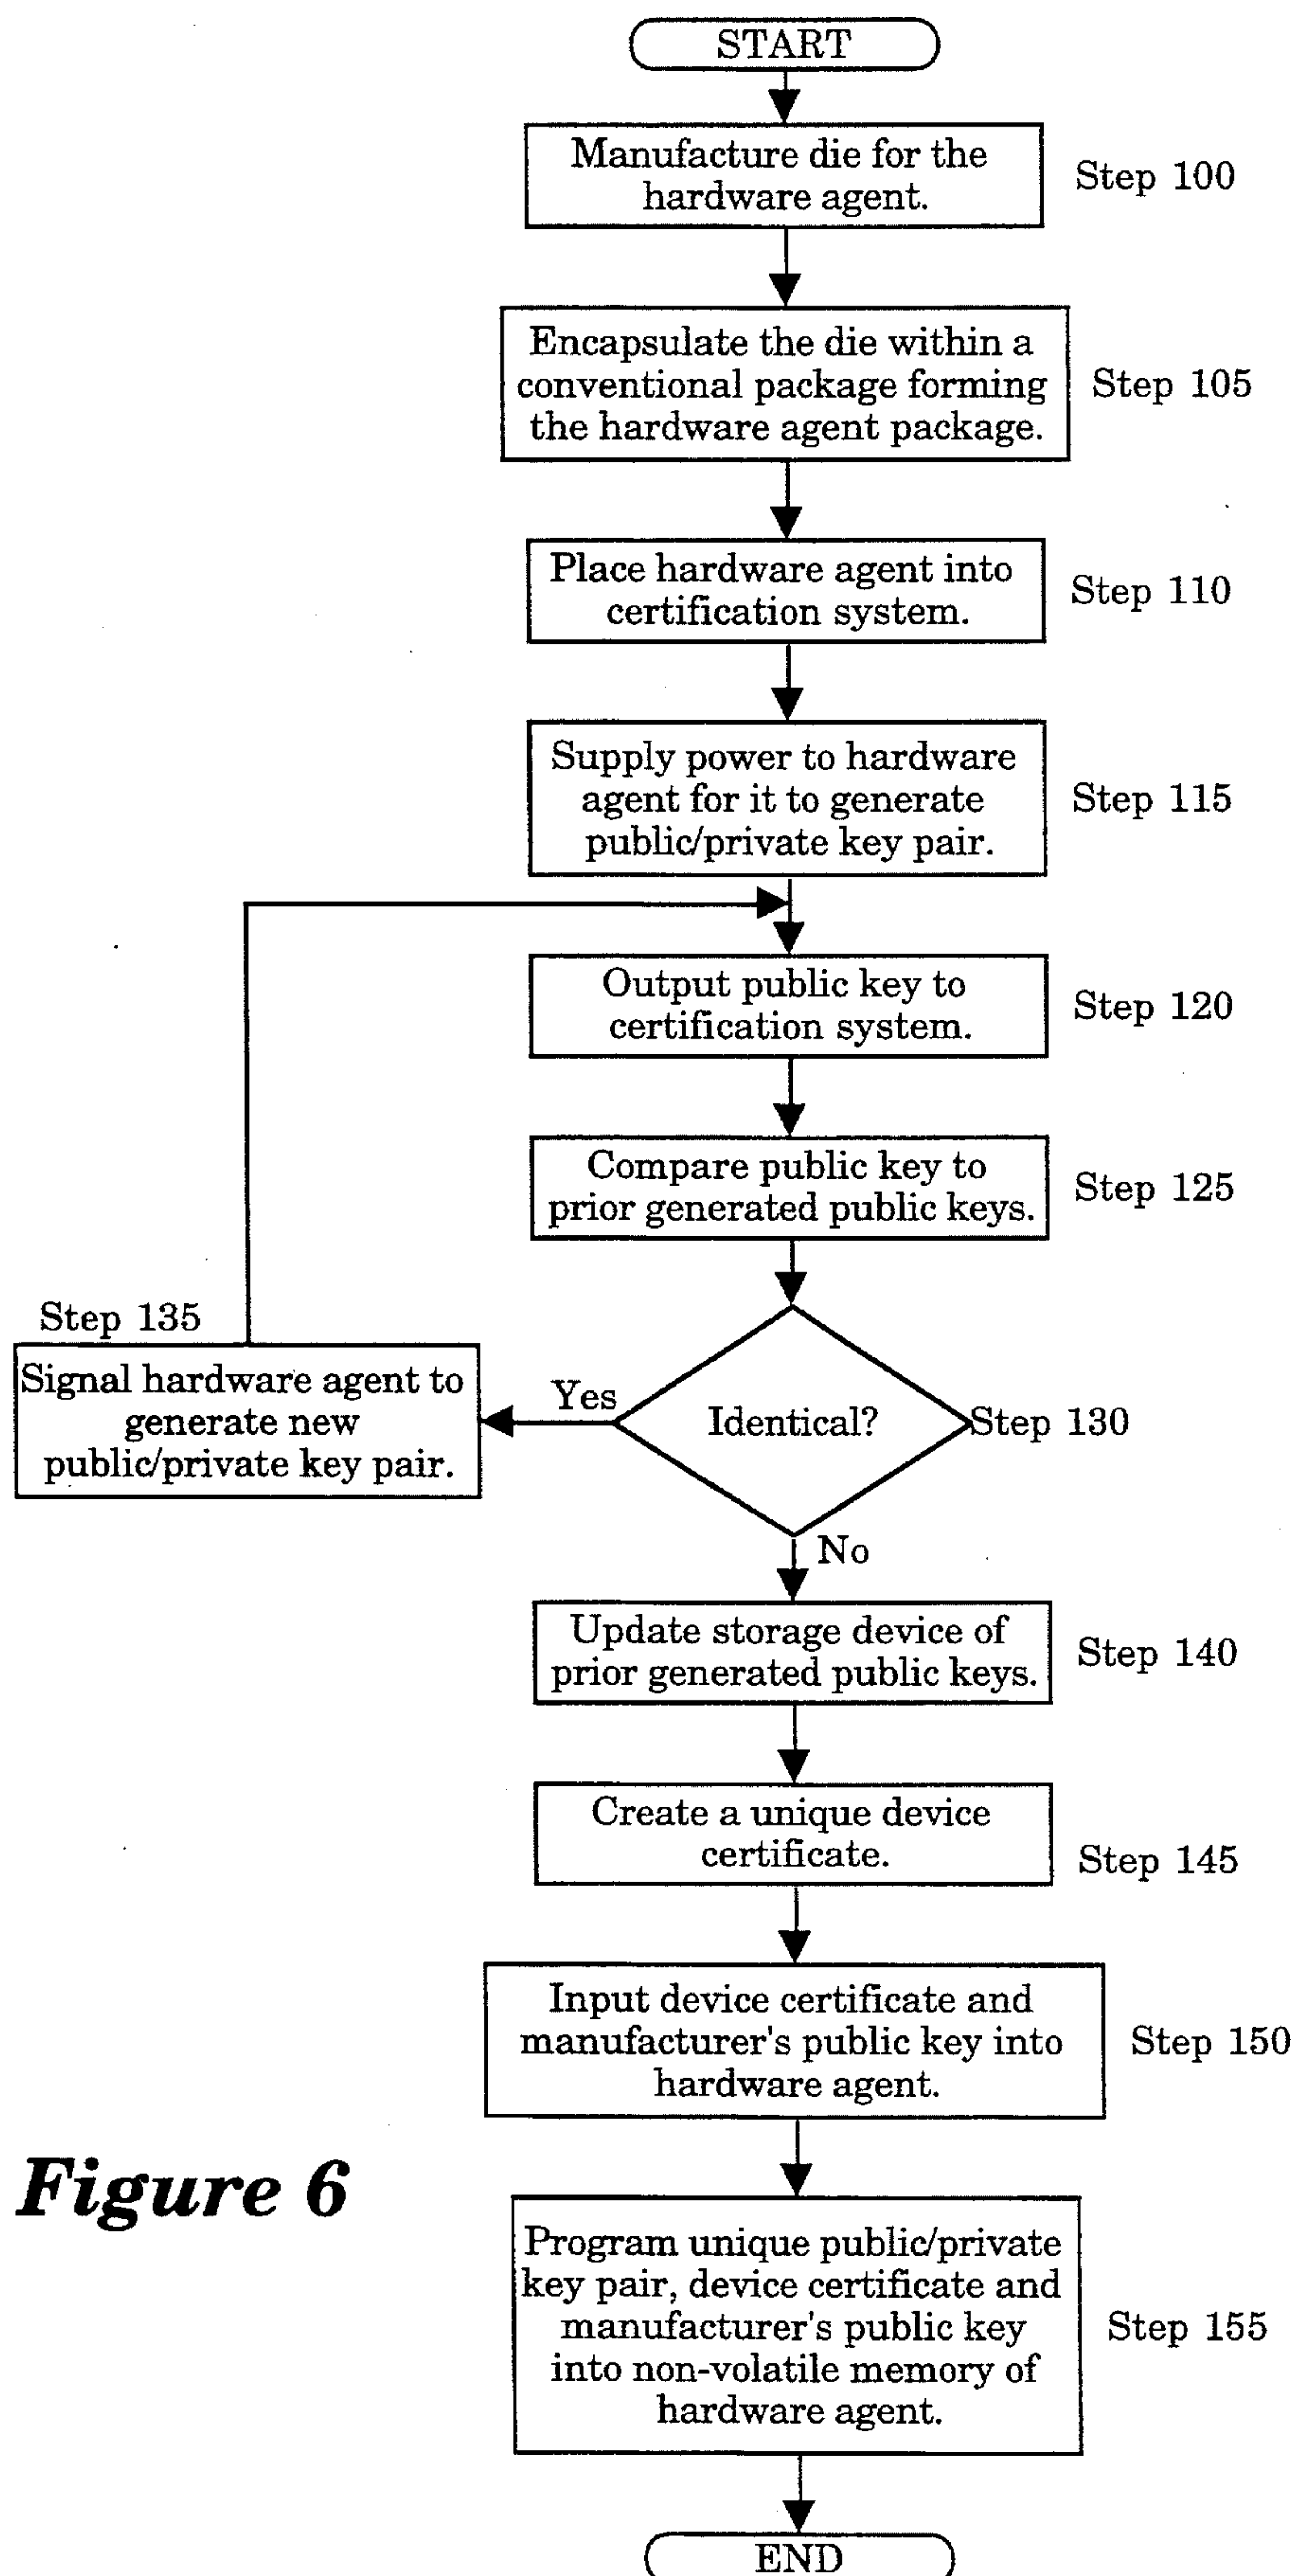 START
Manufacture die for the
hardware agent.
Step 100
Encapsulate the die within a
conventional package forming
the hardware agent package.
Step 105
Place hardware agent into
certification system.
Step 110
Supply power to hardware
agent for it to generate
public/private key pair.
Step 115
Output public key to
certification system.
Step 120
Compare public key to
prior generated public keys.
Step 125
Step 135
Signal hardware agent to
generate new
public/private key pair.
Yes
Identical?
Step 130
No
Update storage device of
prior generated public keys.
Step 140
Create a unique device
certificate.
Step 145
Input device certificate and
manufacturer's public key into
hardware agent.
Step 150
Figure 6
Program unique public/private
key pair, device certificate and
manufacturer's public key
into non-volatile memory of
hardware agent.
Step 155
END